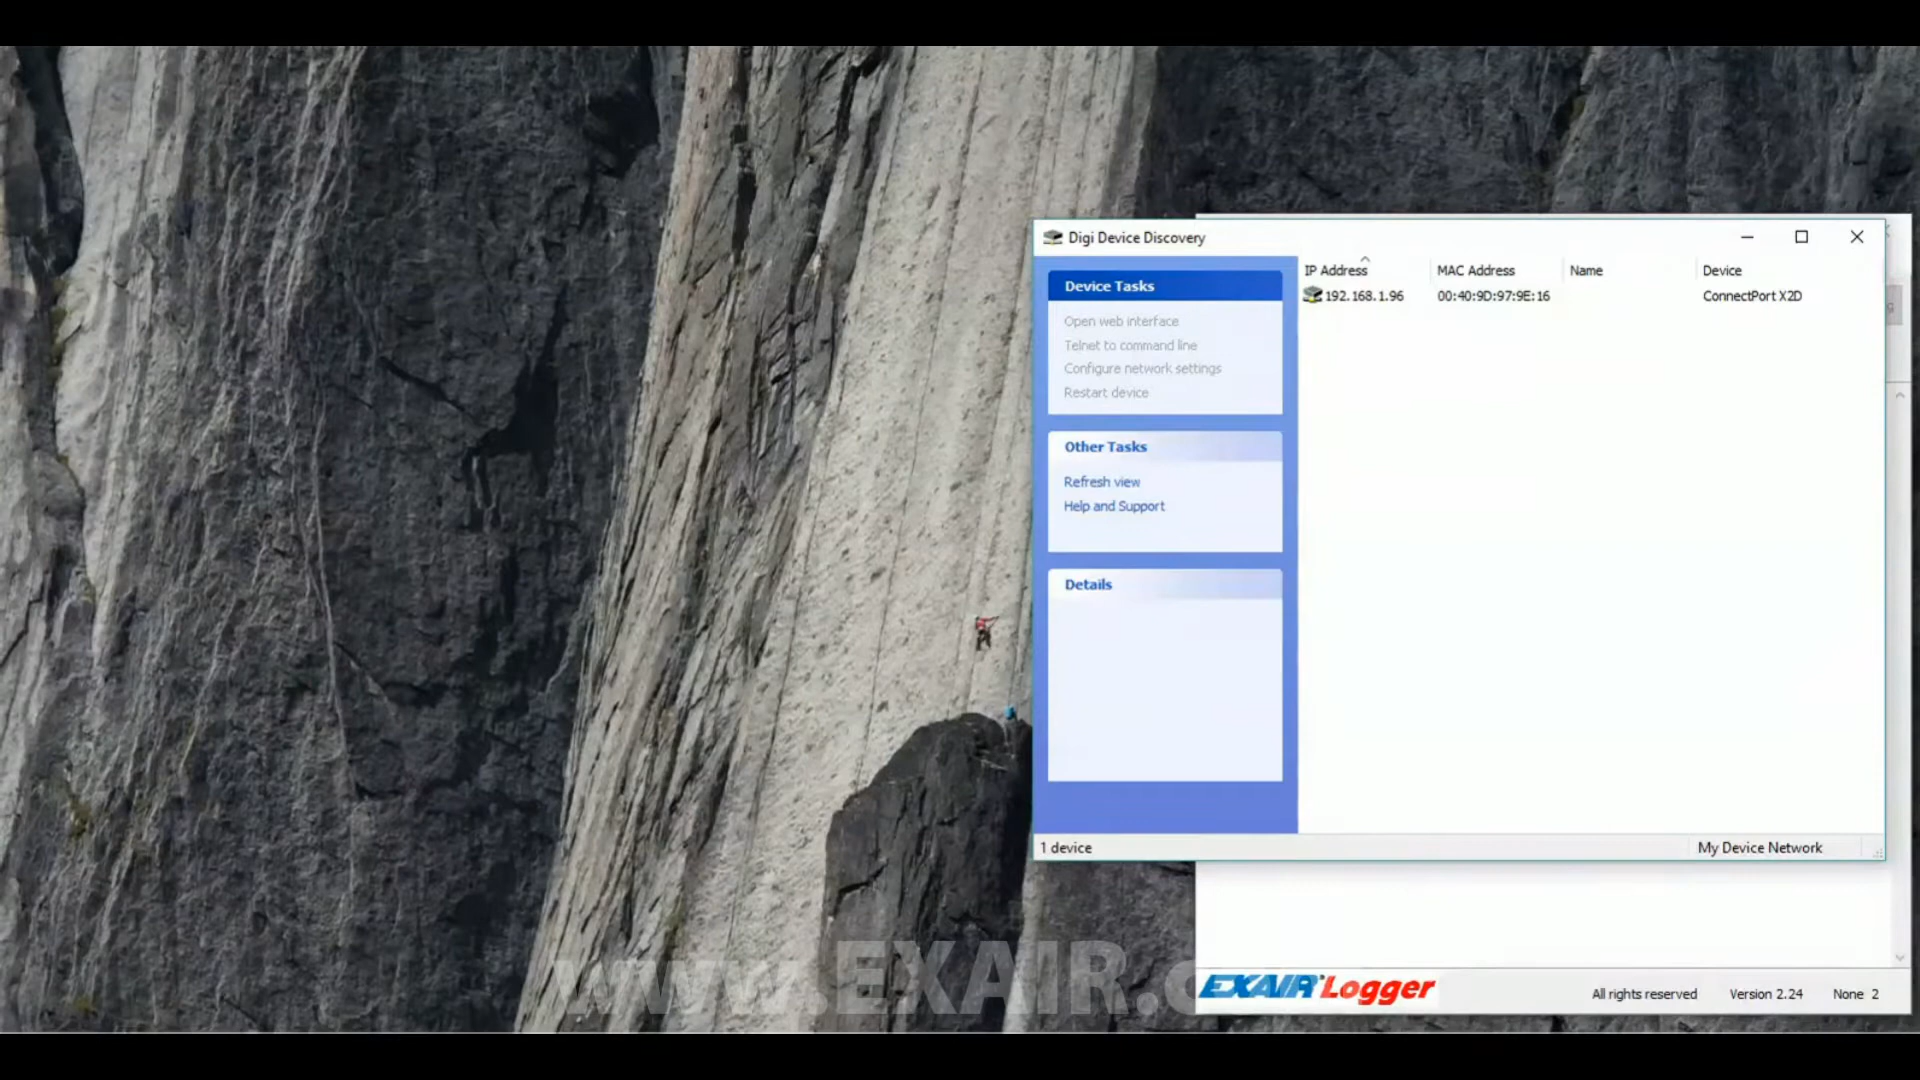 Digi Device Discovery
Device Tasks
Open web interface
Telnet to command line
Configure network settings
Restart device
Other Tasks
Refresh view
Help and Support
Details
IP Address MAC Address Name Device
192.168.1.96 00:40:9D:97:9E:16 ConnectPort X2D
1 device My Device Network
www.EXAIR.c
EXAIR Logger All rights reserved Version 2.24 None 2